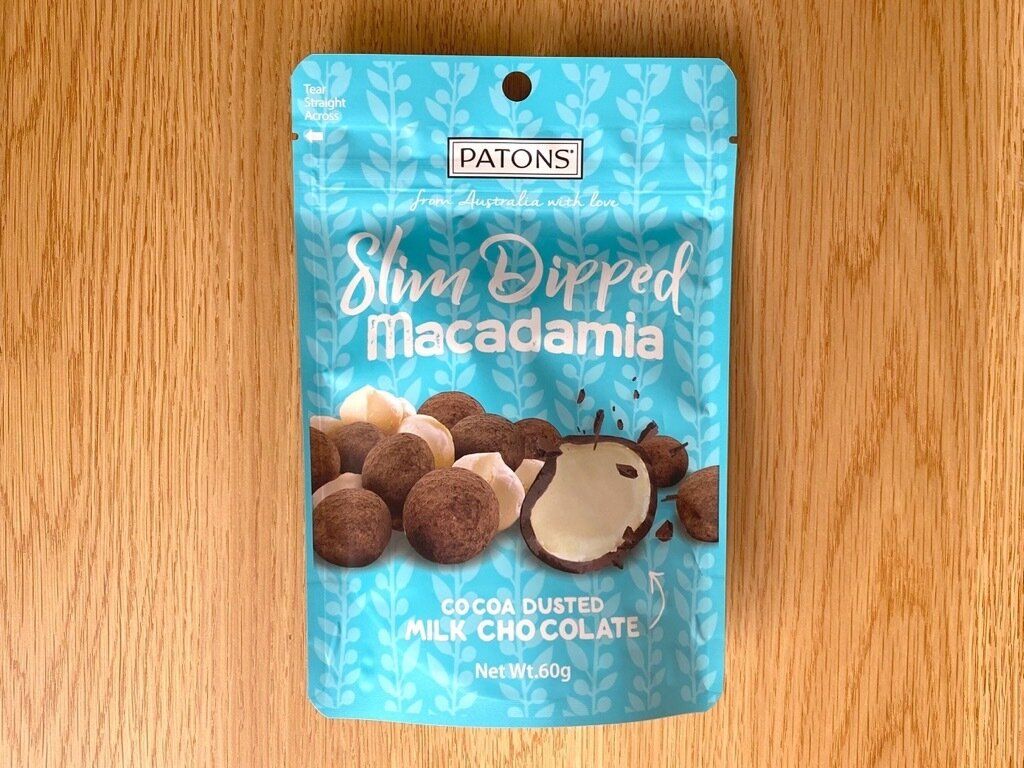 Tear
Straight
Across
PATONS®
from Australia with love
Slim Dipped
Macadamia
COCOA DUSTED
MILK CHOCOLATE
Net Wt.60g